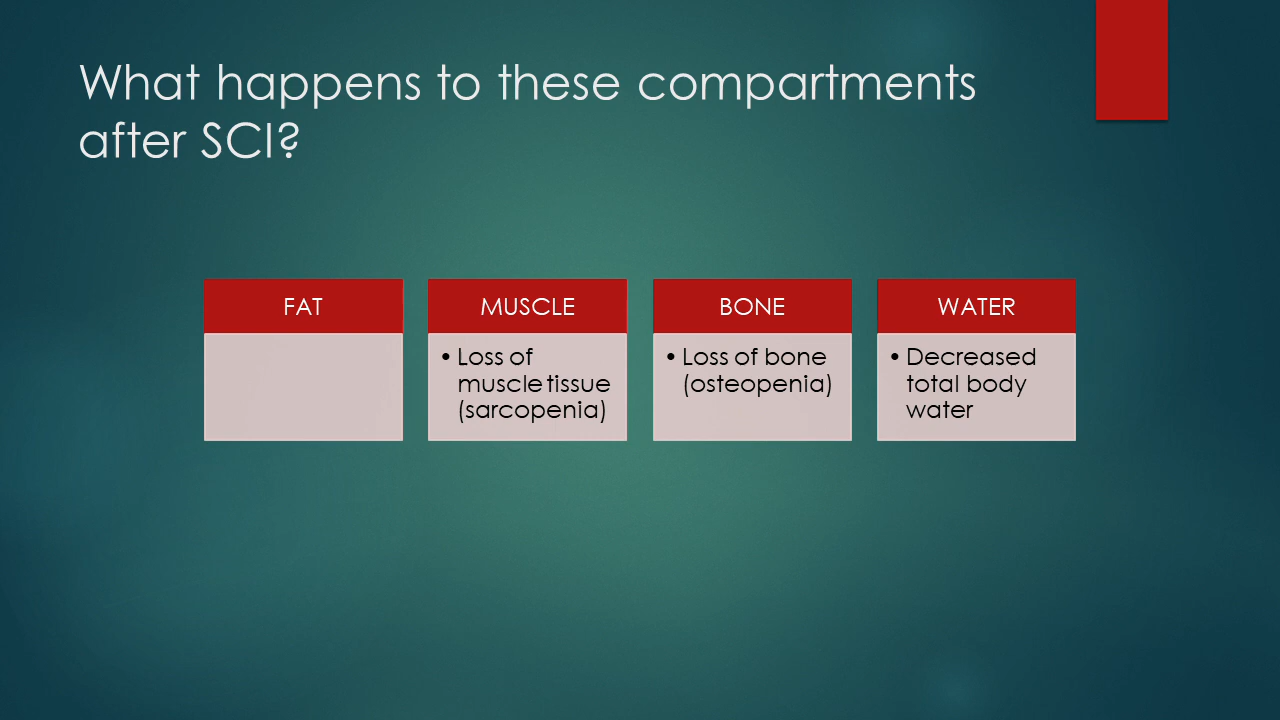 What happens to these compartments
after SCI?
FAT
MUSCLE
• Loss of
muscle tissue
(sarcopenia)
BONE
• Loss of bone
(osteopenia)
WATER
• Decreased
total body
water